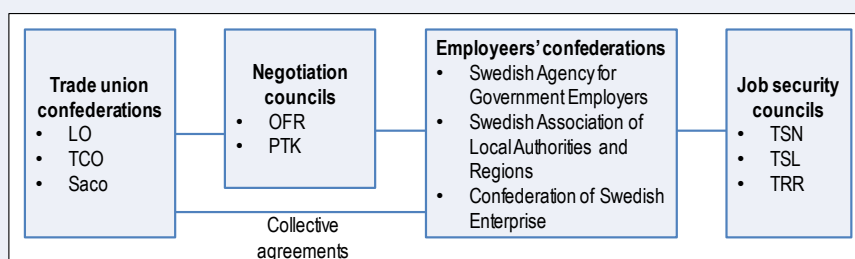 Trade union
confederations
• LO
• TCO
• Saco
Negotiation
councils
• OFR
• PTK
Employeers' confederations
• Swedish Agency for
Government Employers
• Swedish Association of
Local Authorities and
Regions
• Confederation of Swedish
Enterprise
Job security
councils
• TSN
• TSL
• TRR
Collective
agreements